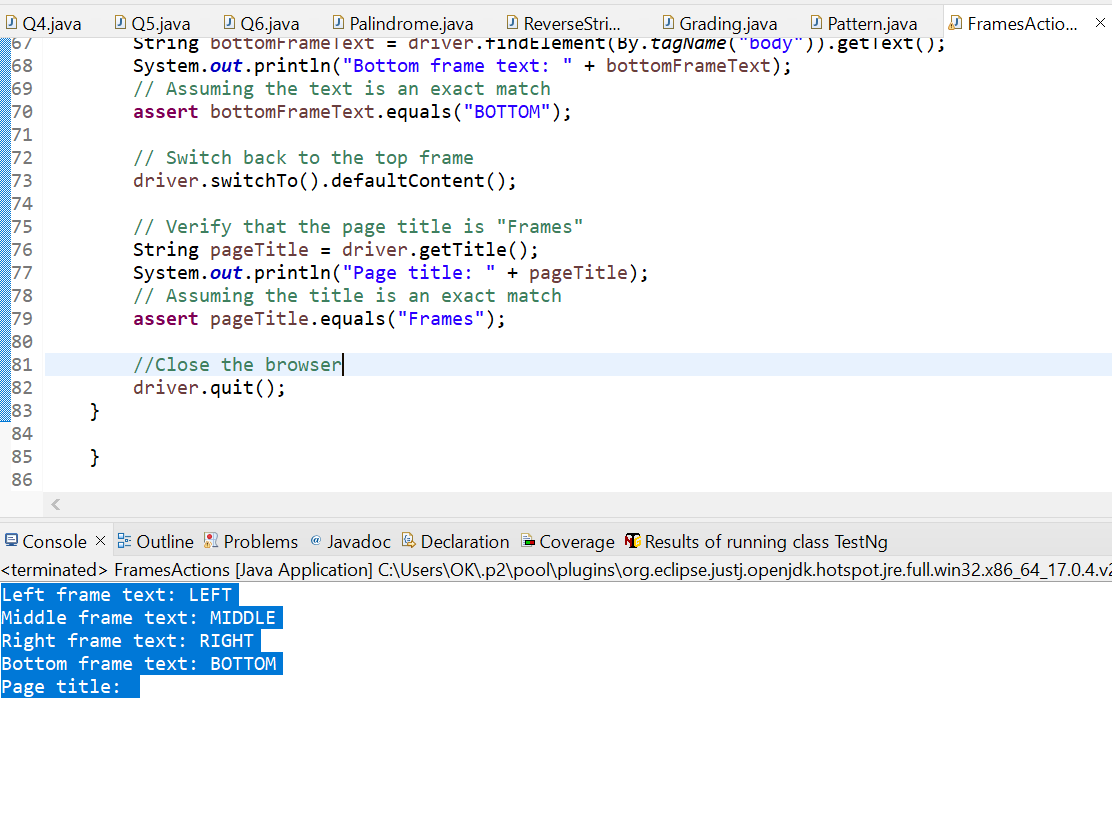 Q4.java Q5.java Q6.java Palindrome.java ReverseStri... Grading.java Pattern.java FramesActio...
67 String bottomFrameText = driver.findElement(By.tagName("body")).getText();
68 System.out.println("Bottom frame text: " + bottomFrameText);
69 // Assuming the text is an exact match
70 assert bottomFrameText.equals("BOTTOM");
71
72 // Switch back to the top frame
73 driver.switchTo().defaultContent();
74
75 // Verify that the page title is "Frames"
76 String pageTitle = driver.getTitle();
77 System.out.println("Page title: " + pageTitle);
78 // Assuming the title is an exact match
79 assert pageTitle.equals("Frames");
80
81 //Close the browser
82 driver.quit();
83 }
84
85 }
86
Console Outline Problems @ Javadoc Declaration Coverage Results of running class TestNg
<terminated> FramesActions [Java Application] C:\Users\OK\.p2\pool\plugins\org.eclipse.justj.openjdk.hotspot.jre.full.win32.x86_64_17.0.4.v2
Left frame text: LEFT
Middle frame text: MIDDLE
Right frame text: RIGHT
Bottom frame text: BOTTOM
Page title: